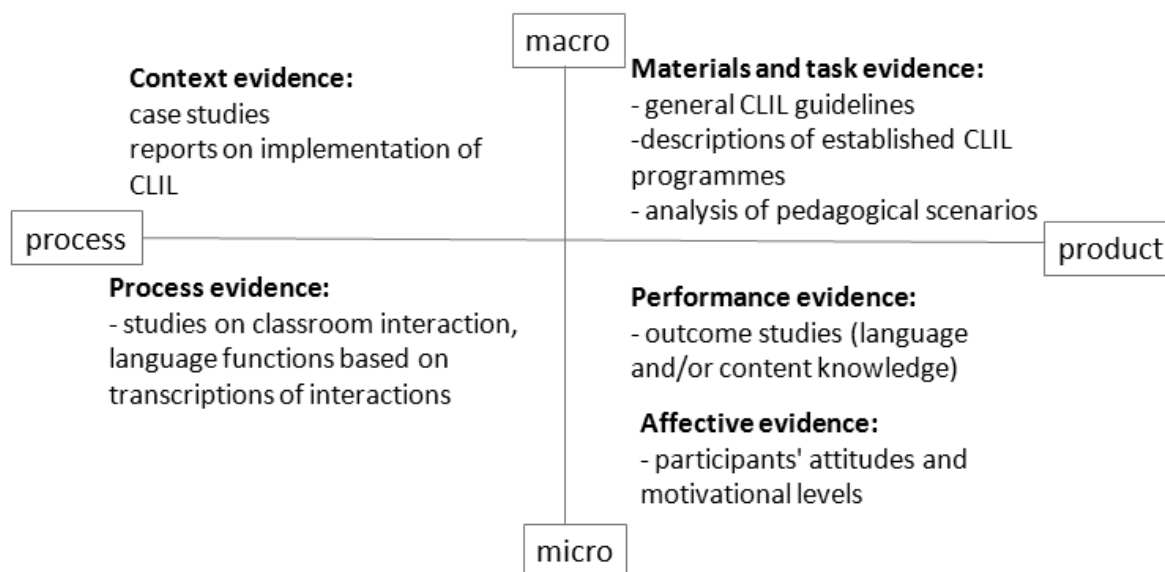 macro
Context evidence:
case studies
reports on implementation of
CLIL
Materials and task evidence:
- general CLIL guidelines
-descriptions of established CLIL
programmes
- analysis of pedagogical scenarios
process
product
Process evidence:
- studies on classroom interaction,
language functions based on
transcriptions of interactions
Performance evidence:
- outcome studies (language
and/or content knowledge)
Affective evidence:
- participants' attitudes and
motivational levels
micro